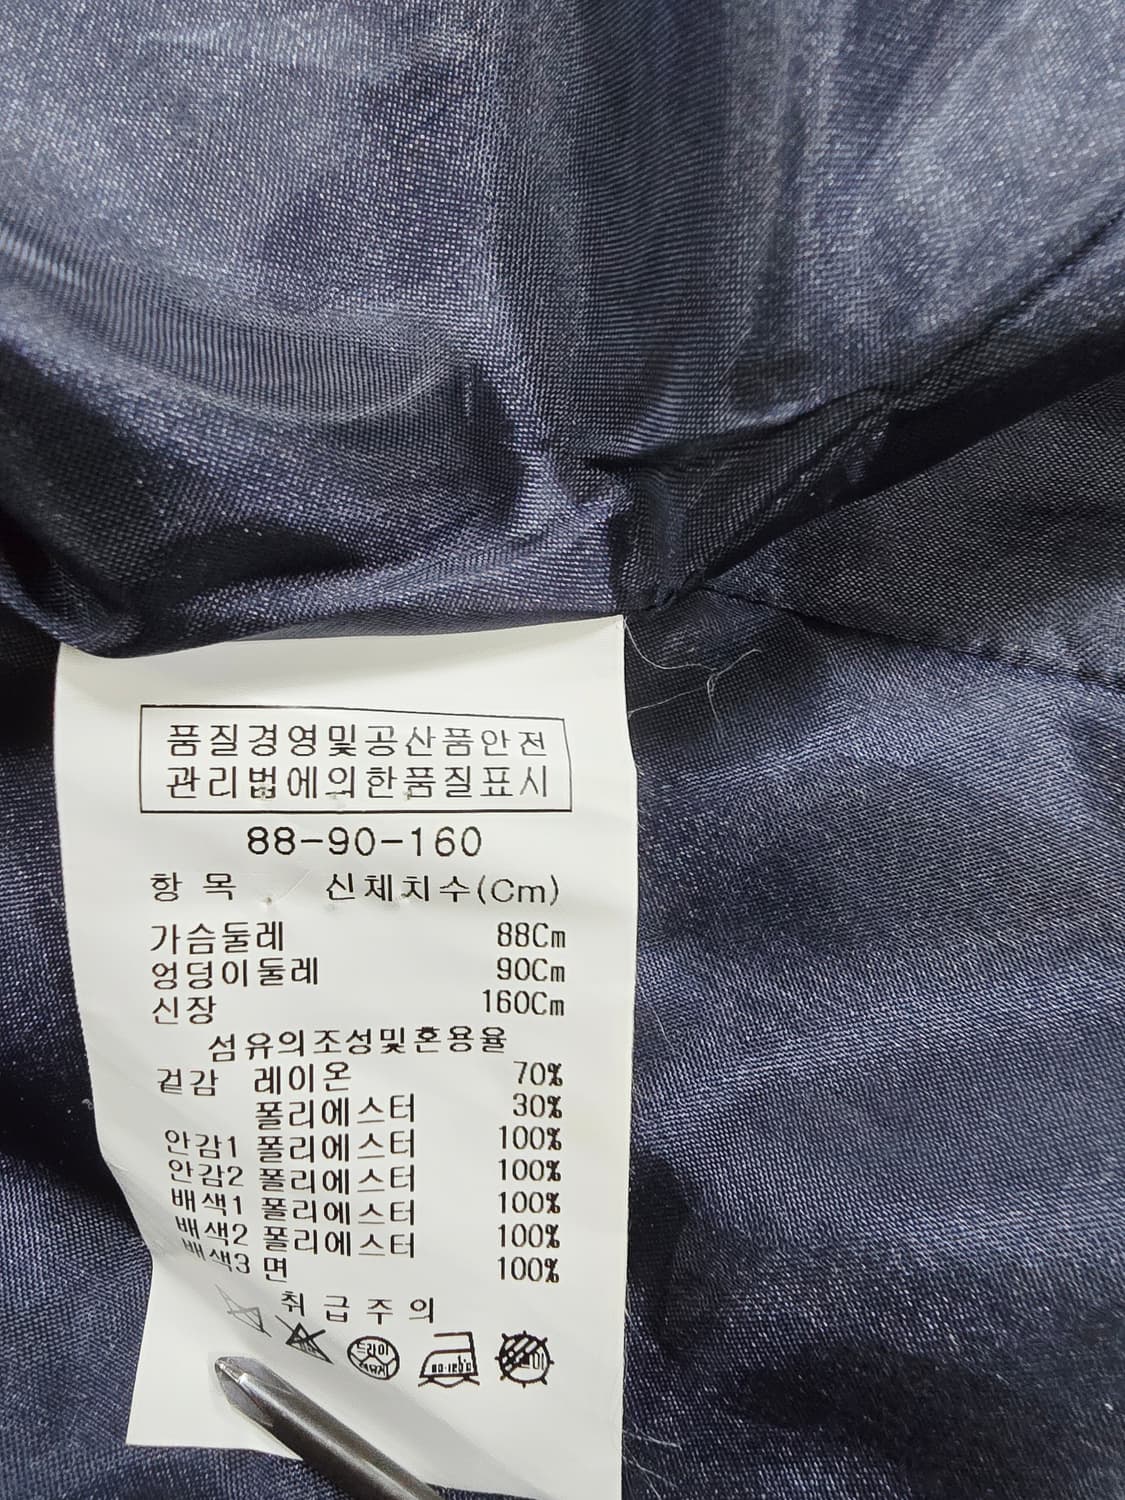 품질경영및공산품안전
관리법에의한품질표시
88-90-160
항 목 신체치수(Cm)
가슴둘레 88Cm
엉덩이둘레 90Cm
신장 160Cm
섬유의조성및혼용율
겉감 레이온 70%
폴리에스터 30%
안감1 폴리에스터 100%
안감2 폴리에스터 100%
배색1 폴리에스터 100%
배색2 폴리에스터 100%
배색3 면 100%
취 급 주 의
드라이